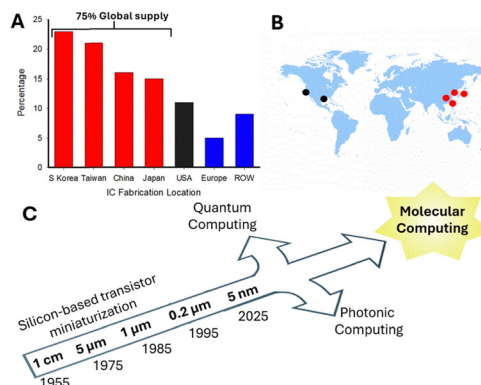 A
75% Global supply
25
20
15
10
5
0
Percentage
S Korea Taiwan China Japan USA Europe ROW
IC Fabrication Location
B
C
Quantum
Computing
Molecular
Computing
Photonic
Computing
Silicon-based transistor
miniaturization
1 cm 5 µm 1 µm 0.2 µm 5 nm
1955 1975 1985 1995 2025